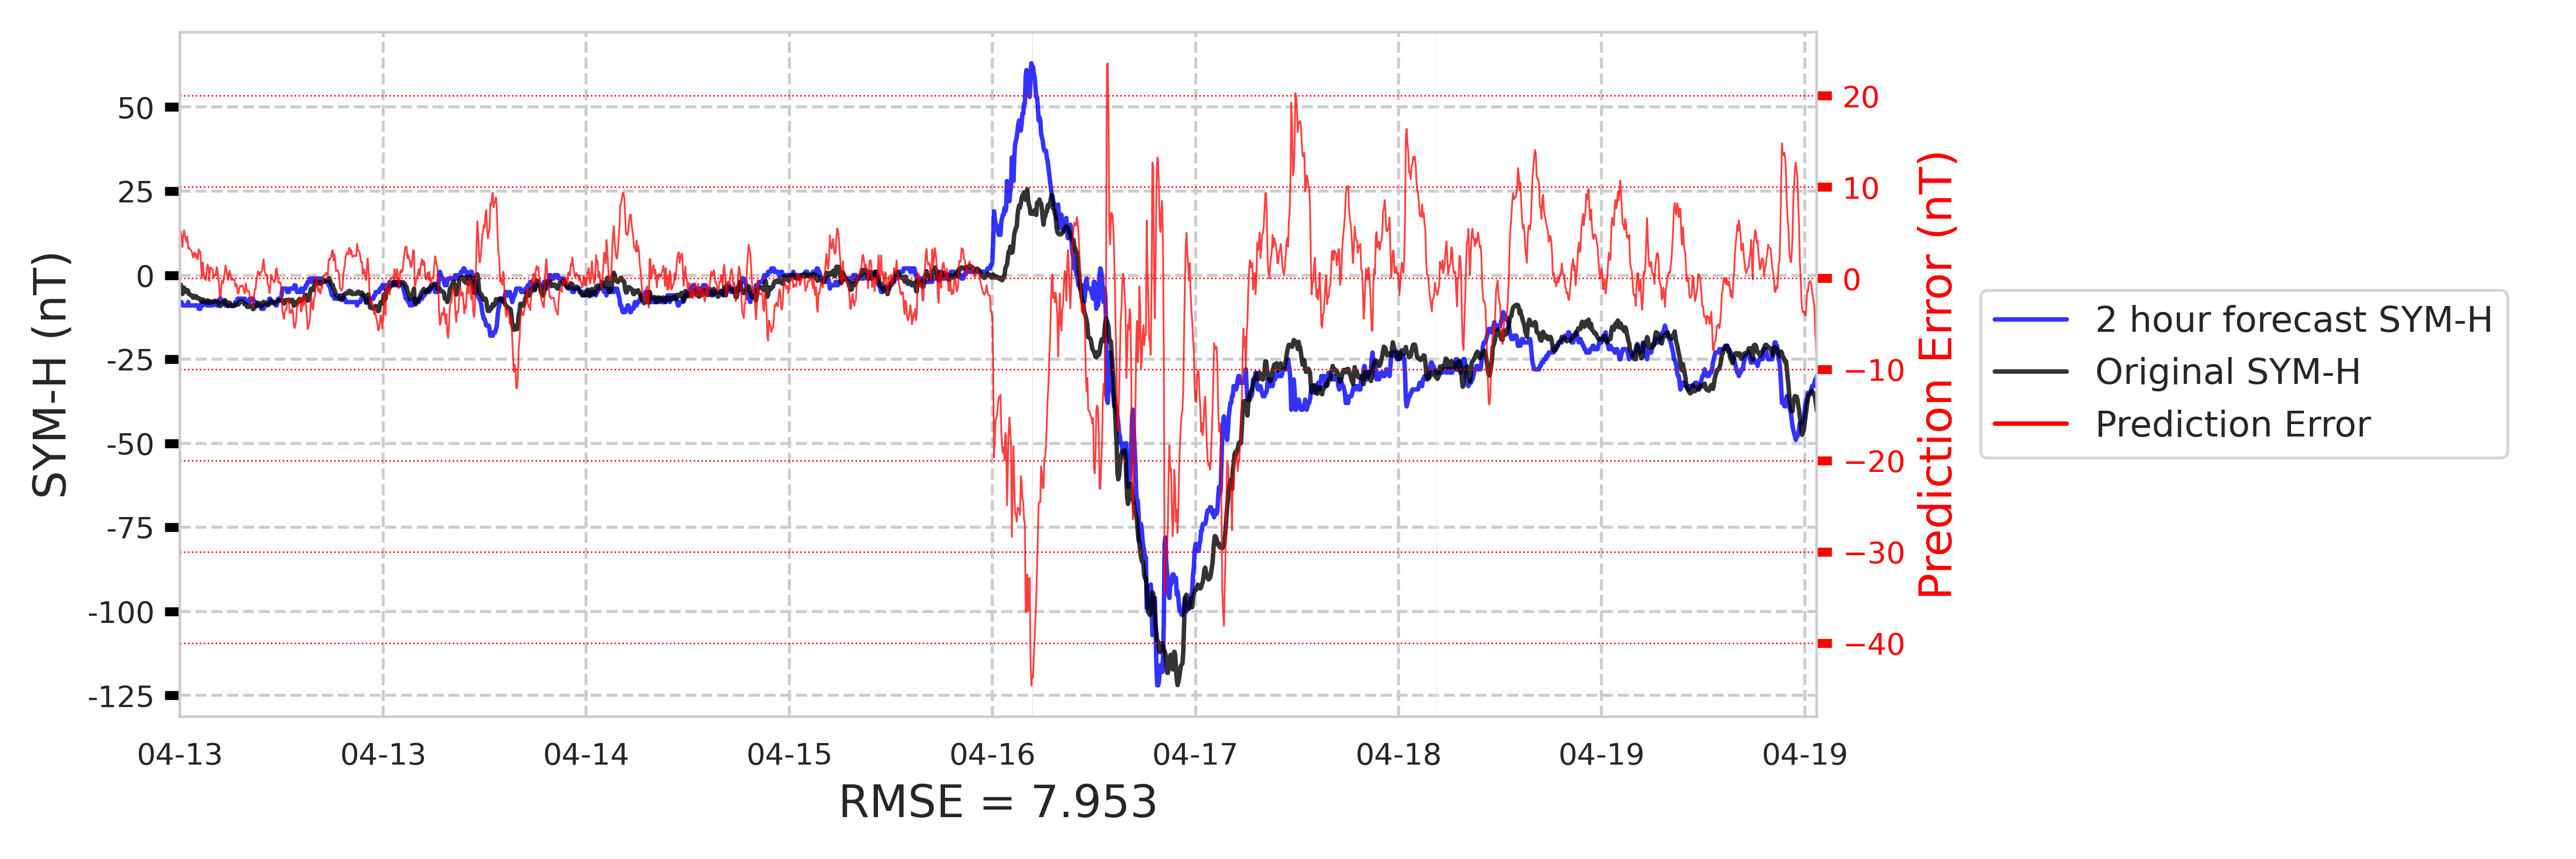 SYM-H (nT)
50
25
0
-25
-50
-75
-100
-125
20
10
0
−10
−20
−30
−40
Prediction Error (nT)
04-13 04-13 04-14 04-15 04-16 04-17 04-18 04-19 04-19
RMSE = 7.953
2 hour forecast SYM-H
Original SYM-H
Prediction Error